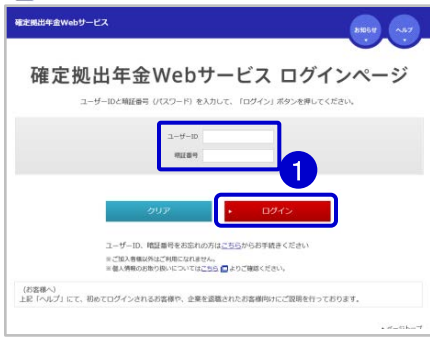 確定拠出年金Webサービス
お知らせ
ヘルプ
確定拠出年金Webサービス ログインページ
ユーザーIDと暗証番号（パスワード）を入力して、「ログイン」ボタンを押してください。
ユーザーID
暗証番号
1
クリア
ログイン
ユーザーID、暗証番号をお忘れの方はこちらからお手続きください
※ご加入者様以外はご利用になれません。
※個人情報のお取り扱いについてはこちら よりご確認ください。
（お客様へ）
上記「ヘルプ」にて、初めてログインされるお客様や、企業を退職されたお客様向けにご説明を行っております。
ページトップ